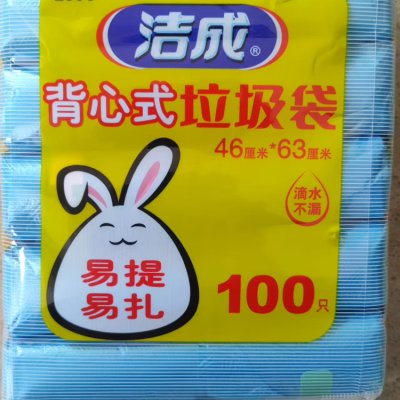 洁成®
背心式垃圾袋
46厘米*63厘米
滴水
不漏
易提
易扎
100只